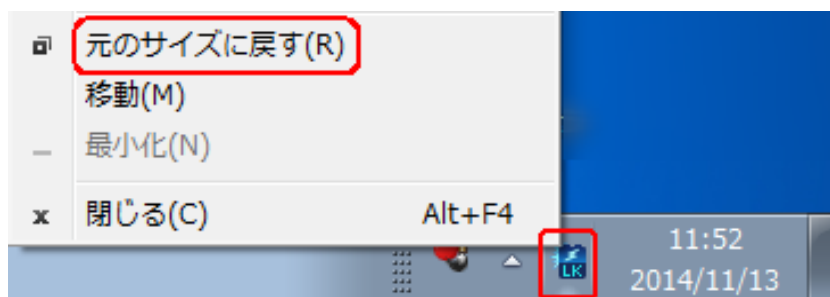 元のサイズに戻す(R)
移動(M)
最小化(N)
閉じる(C) Alt+F4
LK
11:52
2014/11/13